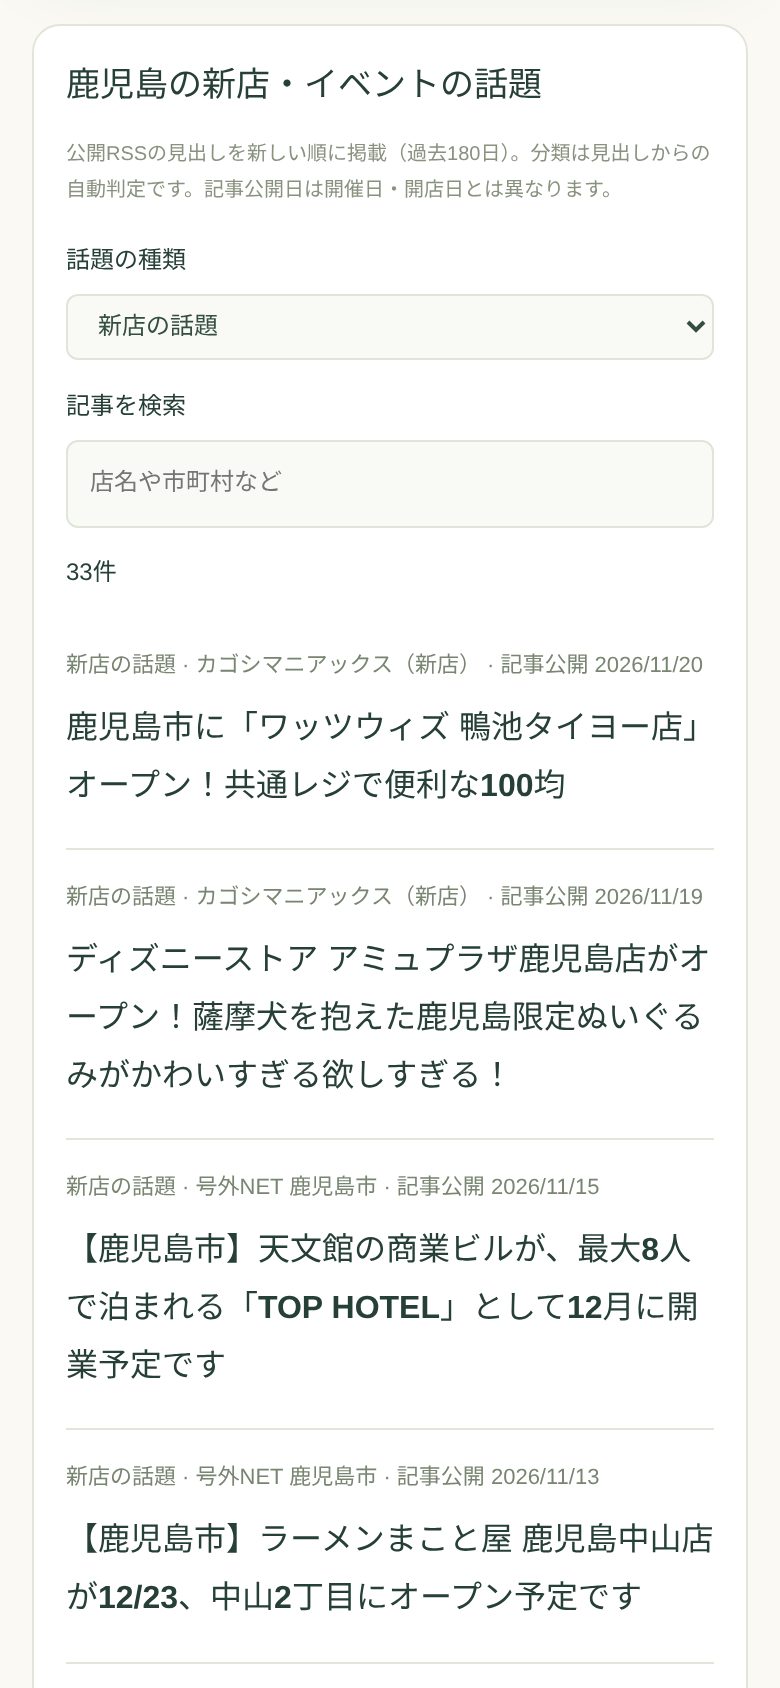 鹿児島の新店・イベントの話題
公開RSSの見出しを新しい順に掲載（過去180日）。分類は見出しからの
自動判定です。記事公開日は開催日・開店日とは異なります。
話題の種類
新店の話題
記事を検索
店名や市町村など
33件
新店の話題 · カゴシマニアックス（新店） · 記事公開 2026/11/20
鹿児島市に「ワッツウィズ 鴨池タイヨー店」
オープン！共通レジで便利な100均
新店の話題 · カゴシマニアックス（新店） · 記事公開 2026/11/19
ディズニーストア アミュプラザ鹿児島店がオ
ープン！薩摩犬を抱えた鹿児島限定ぬいぐる
みがかわいすぎる欲しすぎる！
新店の話題 · 号外NET 鹿児島市 · 記事公開 2026/11/15
【鹿児島市】天文館の商業ビルが、最大8人
で泊まれる「TOP HOTEL」として12月に開
業予定です
新店の話題 · 号外NET 鹿児島市 · 記事公開 2026/11/13
【鹿児島市】ラーメンまこと屋 鹿児島中山店
が12/23、中山2丁目にオープン予定です